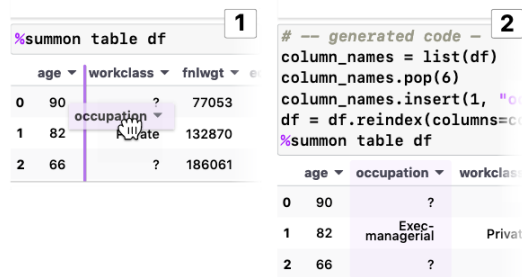 1
%summon table df
age workclass fnlwgt
0 90 ? 77053
occupation
1 82 132870
2 66 ? 186061
2
# -- generated code –
column_names = list(df)
column_names.pop(6)
column_names.insert(1, "o
df = df.reindex(columns=c
%summon table df
age occupation workclas
0 90 ?
1 82 Exec-
managerial Priva
2 66 ?